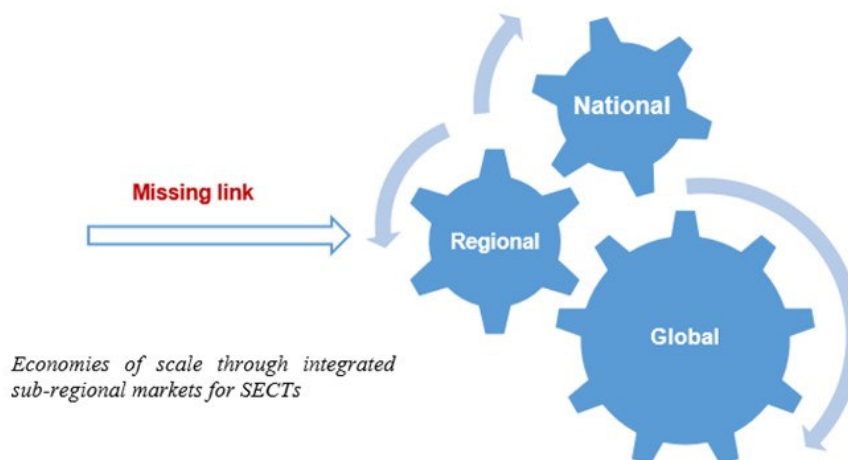 National
Missing link
Regional
Global
Economies of scale through integrated
sub-regional markets for SECTs